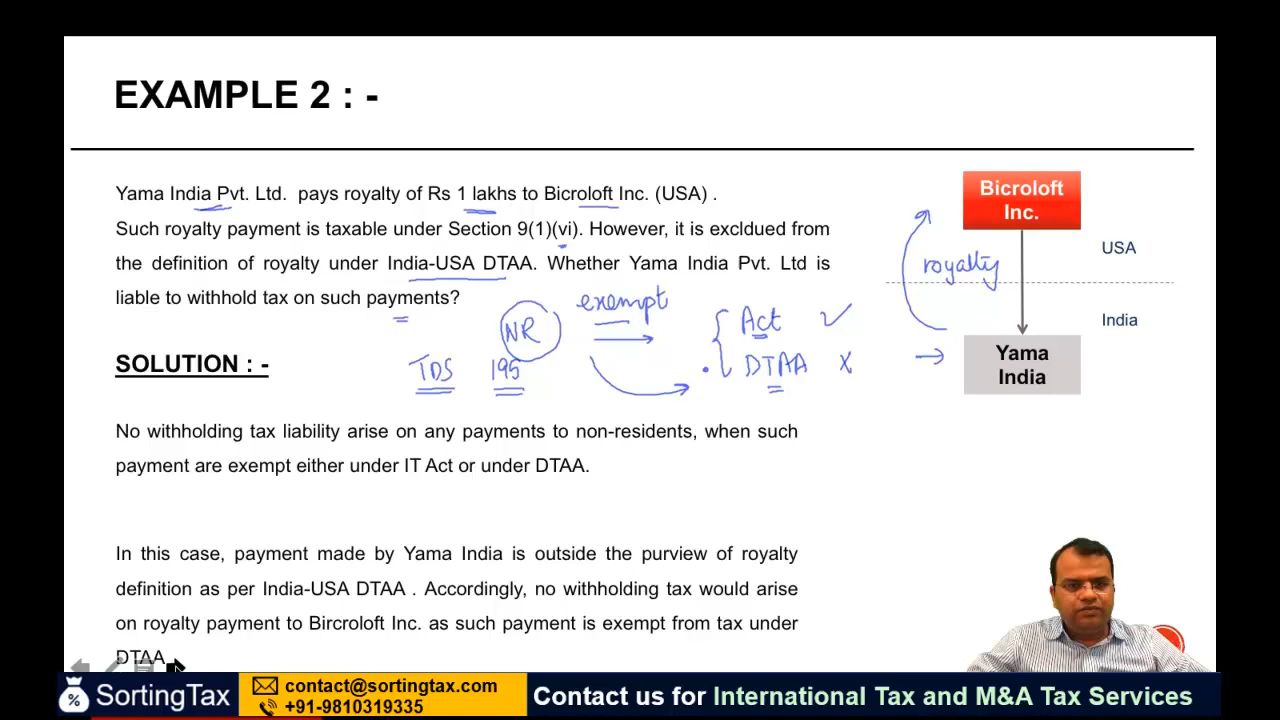 EXAMPLE 2 : -
Yama India Pvt. Ltd. pays royalty of Rs 1 lakhs to Bicroloft Inc. (USA) .
Such royalty payment is taxable under Section 9(1)(vi). However, it is excldued from
the definition of royalty under India-USA DTAA. Whether Yama India Pvt. Ltd is
liable to withhold tax on such payments?
Bicroloft
Inc.
USA
royalty
India
Yama
India
exempt
NR
Act
TDS 195
DTAA X
SOLUTION : -
No withholding tax liability arise on any payments to non-residents, when such
payment are exempt either under IT Act or under DTAA.
In this case, payment made by Yama India is outside the purview of royalty
definition as per India-USA DTAA . Accordingly, no withholding tax would arise
on royalty payment to Bircroloft Inc. as such payment is exempt from tax under
DTAA
SortingTax
contact@sortingtax.com
+91-9810319335
Contact us for International Tax and M&A Tax Services